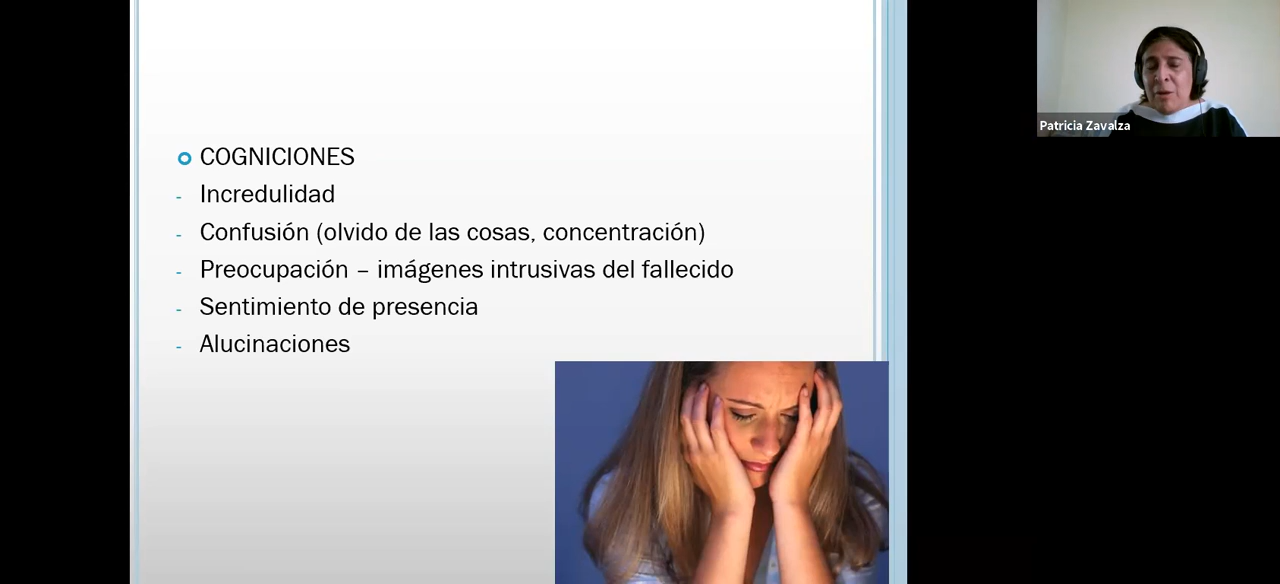 COGNICIONES
- Incredulidad
- Confusión (olvido de las cosas, concentración)
- Preocupación – imágenes intrusivas del fallecido
- Sentimiento de presencia
- Alucinaciones
Patricia Zavalza